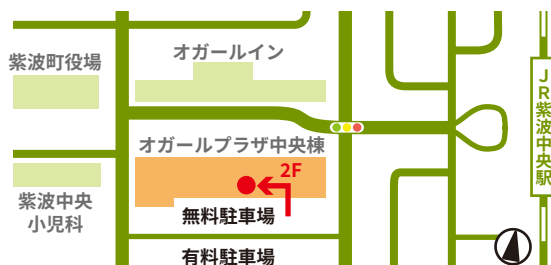 オガールイン
紫波町役場
JR紫波中央駅
オガールプラザ中央棟
2F
紫波中央
小児科
無料駐車場
有料駐車場